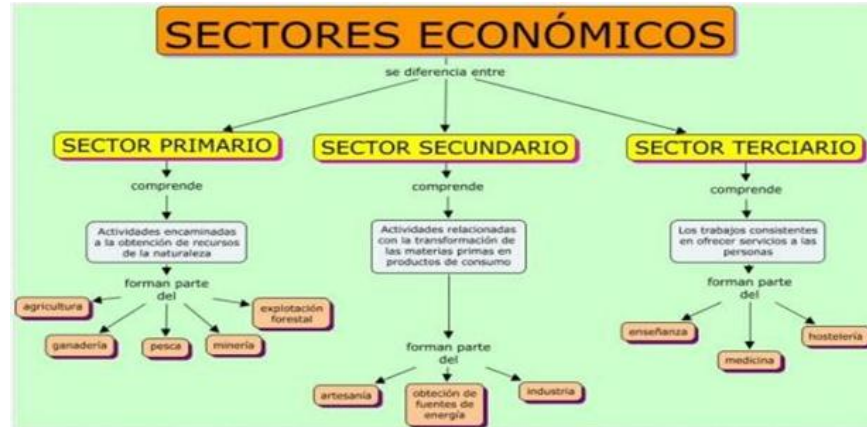 SECTORES ECONÓMICOS
se diferencia entre
SECTOR PRIMARIO
comprende
Actividades encaminadas
a la obtención de recursos
de la naturaleza
forman parte
del
agricultura
ganadería
pesca
minería
explotación
forestal
SECTOR SECUNDARIO
comprende
Actividades relacionadas
con la transformación de
las materias primas en
productos de consumo
forman parte
del
artesanía
obteción de
fuentes de
energía
industria
SECTOR TERCIARIO
comprende
Los trabajos consistentes
en ofrecer servicios a las
personas
forman parte
del
enseñanza
medicina
hostelería